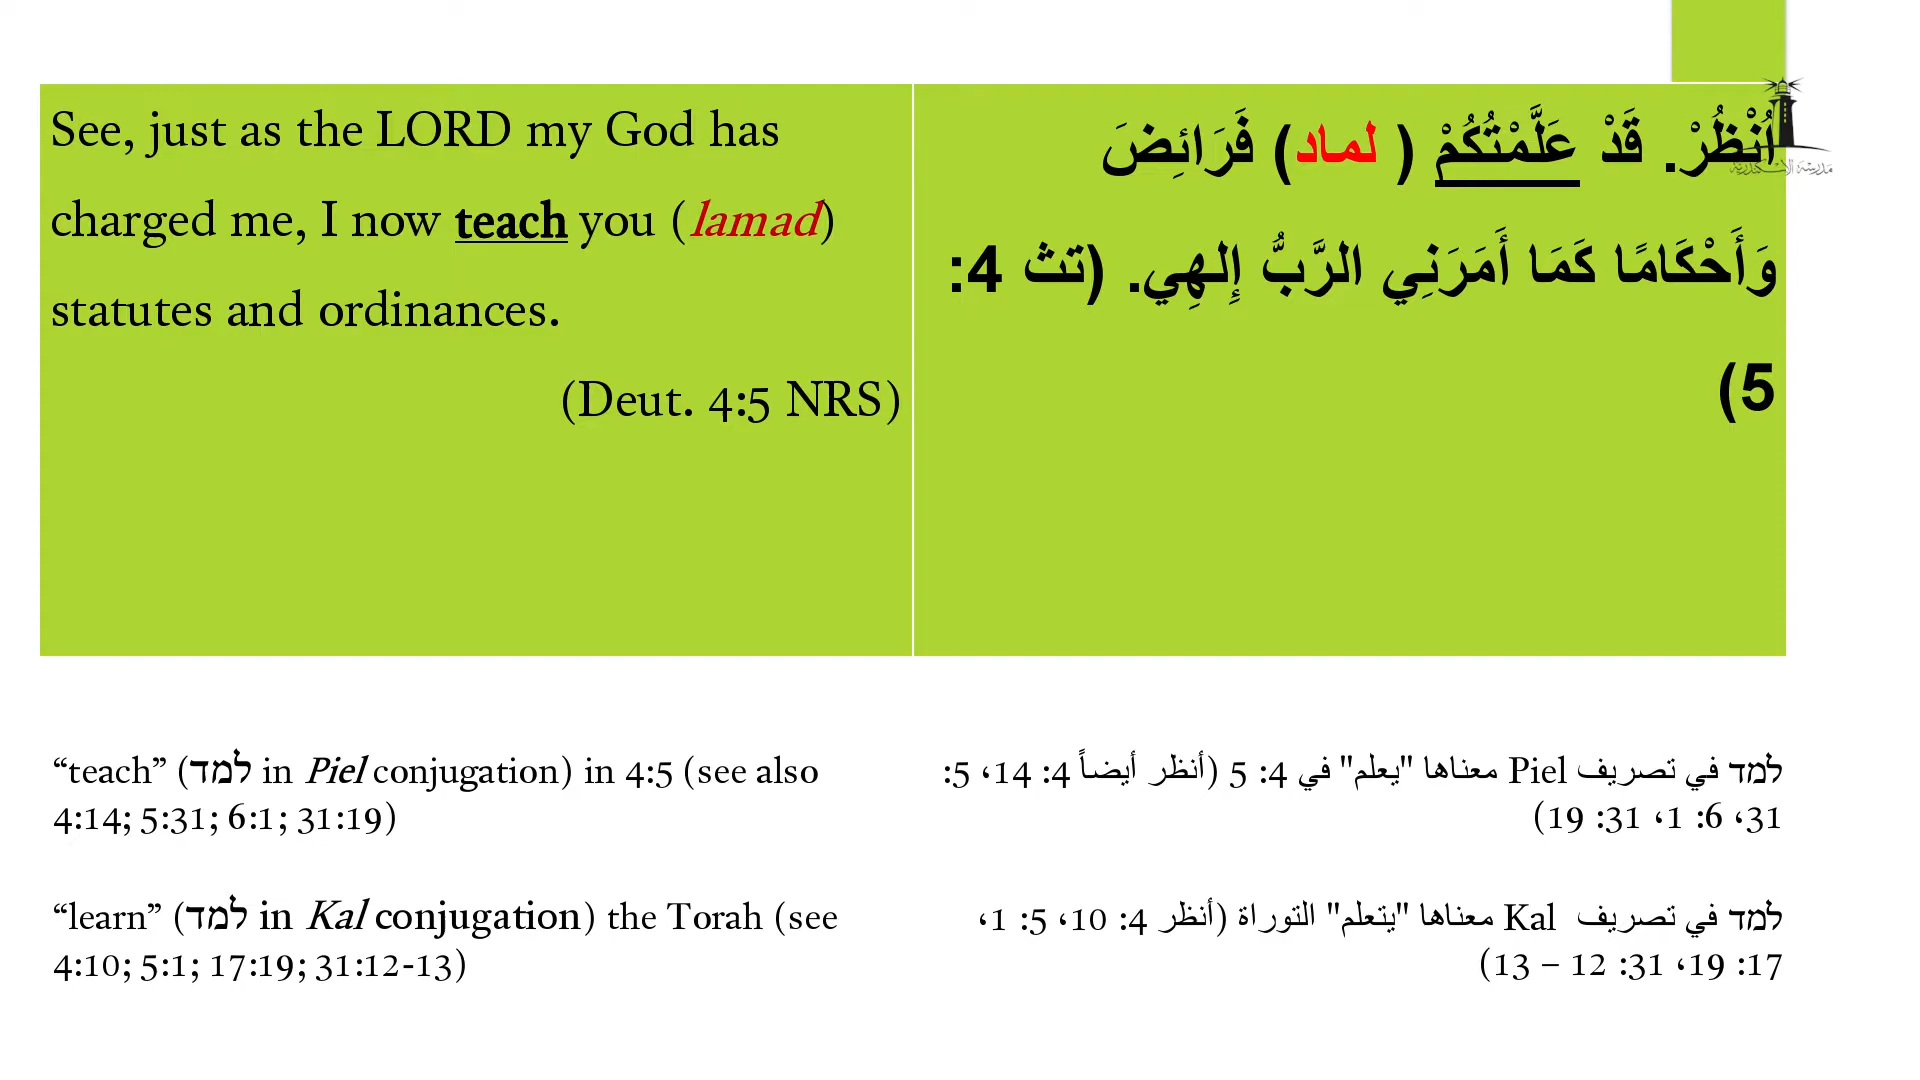 See, just as the LORD my God has
charged me, I now teach you (lamad)
statutes and ordinances.
(Deut. 4:5 NRS)
اُنْظُرْ. قَدْ عَلَّمْتُكُمْ ( لماد) فَرَائِضَ
وَأَحْكَامًا كَمَا أَمَرَنِي الرَّبُّ إِلهِي. (تث 4:
5)
مدرسة الإسكندرية
“teach” (למד in Piel conjugation) in 4:5 (see also
4:14; 5:31; 6:1; 31:19)
“learn” (למד in Kal conjugation) the Torah (see
4:10; 5:1; 17:19; 31:12-13)
למד في تصريف Piel معناها "يعلم" في 4: 5 (أنظر أيضاً 4: 14، 5:
31، 6: 1، 31: 19)
למד في تصريف Kal معناها "يتعلم" التوراة (أنظر 4: 10، 5: 1،
17: 19، 31: 12 – 13)